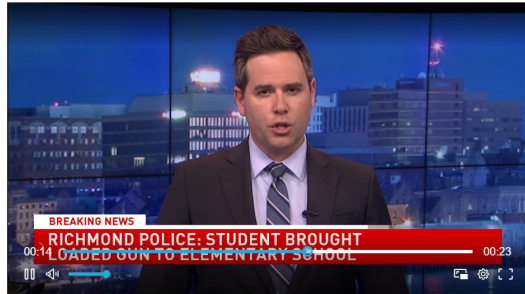 BREAKING NEWS
RICHMOND POLICE: STUDENT BROUGHT
00:14 LOADED GUN TO ELEMENTARY SCHOOL 00:23